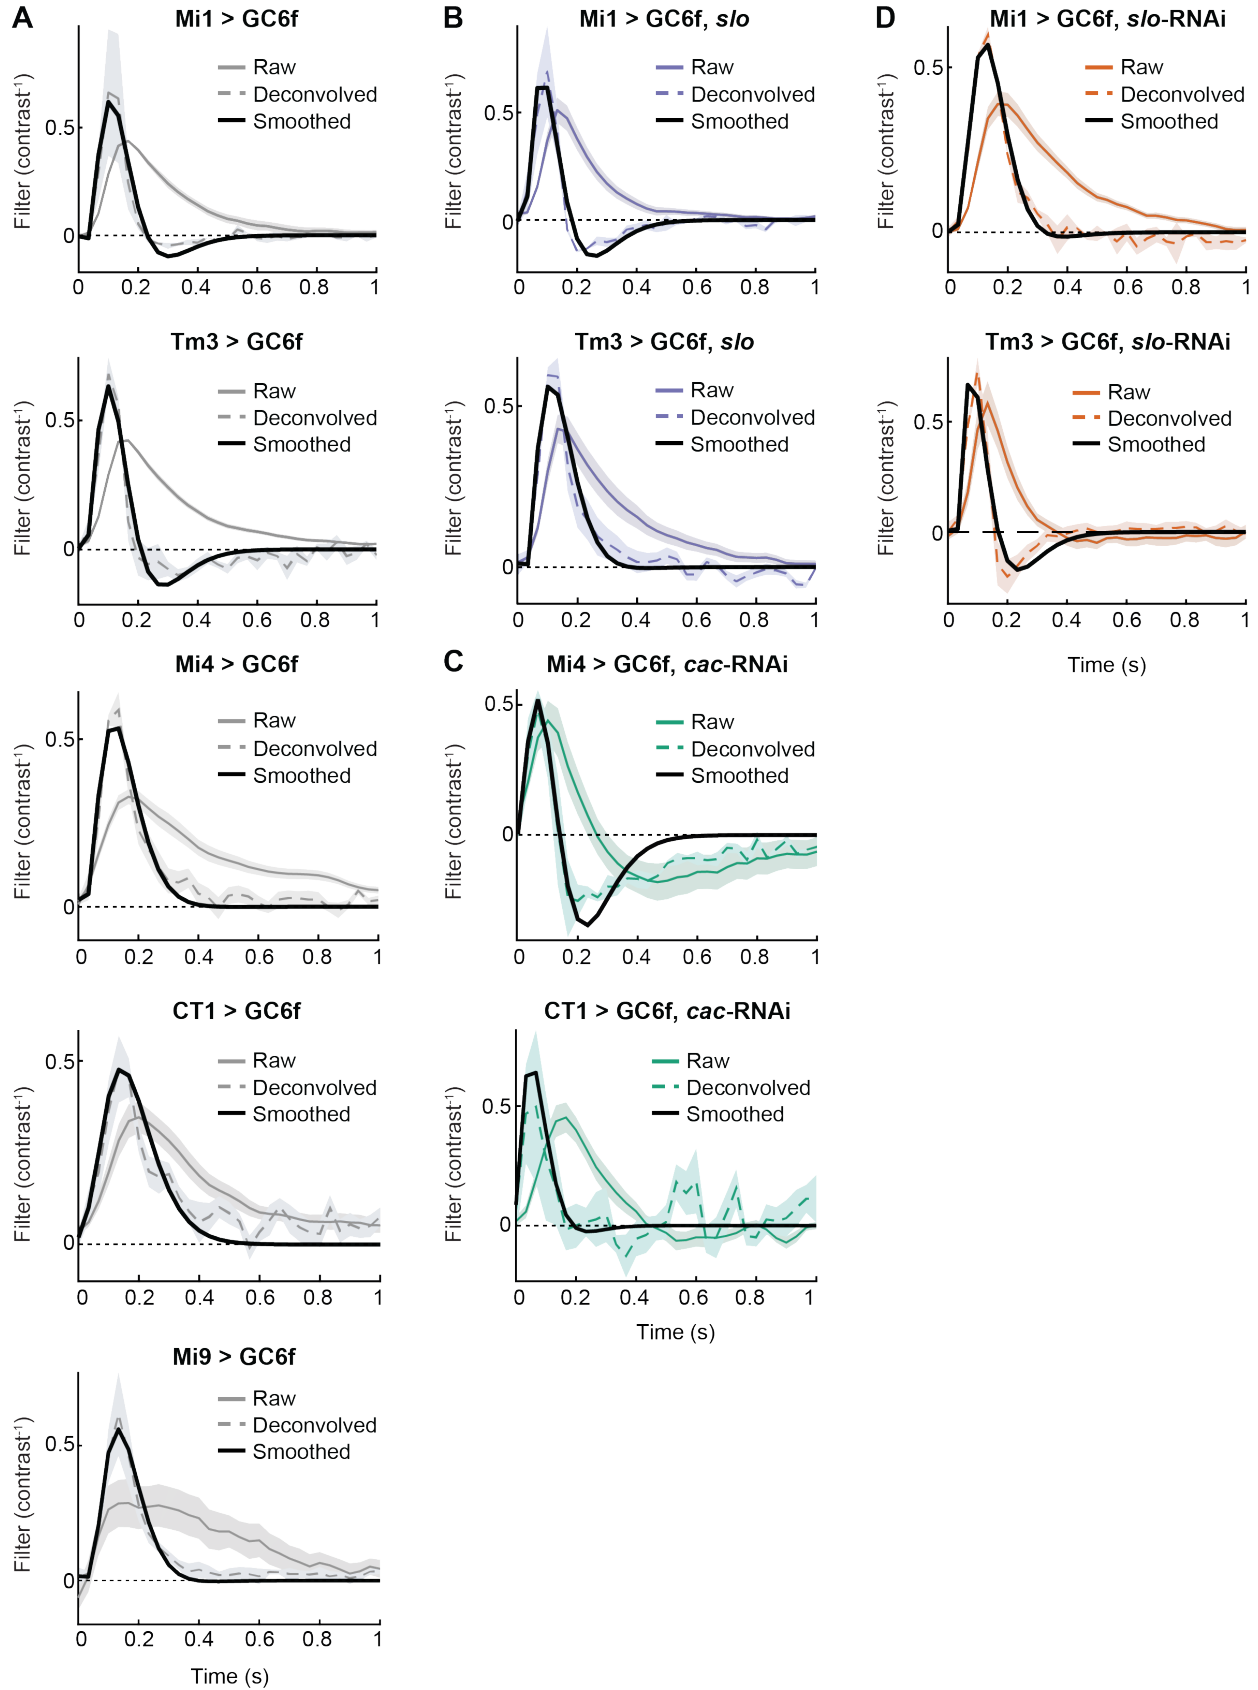 A
Mi1 > GC6f
Filter (contrast⁻¹)
0.5
0
Raw
Deconvolved
Smoothed
0 0.2 0.4 0.6 0.8 1
Tm3 > GC6f
Filter (contrast⁻¹)
0.5
0
Raw
Deconvolved
Smoothed
0 0.2 0.4 0.6 0.8 1
Mi4 > GC6f
Filter (contrast⁻¹)
0.5
0
Raw
Deconvolved
Smoothed
0 0.2 0.4 0.6 0.8 1
CT1 > GC6f
Filter (contrast⁻¹)
0.5
0
Raw
Deconvolved
Smoothed
0 0.2 0.4 0.6 0.8 1
Mi9 > GC6f
Filter (contrast⁻¹)
0.5
0
Raw
Deconvolved
Smoothed
0 0.2 0.4 0.6 0.8 1
Time (s)
B
Mi1 > GC6f, slo
Filter (contrast⁻¹)
0.5
0
Raw
Deconvolved
Smoothed
0 0.2 0.4 0.6 0.8 1
Tm3 > GC6f, slo
Filter (contrast⁻¹)
0.5
0
Raw
Deconvolved
Smoothed
0 0.2 0.4 0.6 0.8 1
C
Mi4 > GC6f, cac-RNAi
Filter (contrast⁻¹)
0.5
0
Raw
Deconvolved
Smoothed
0 0.2 0.4 0.6 0.8 1
CT1 > GC6f, cac-RNAi
Filter (contrast⁻¹)
0.5
0
Raw
Deconvolved
Smoothed
0 0.2 0.4 0.6 0.8 1
Time (s)
D
Mi1 > GC6f, slo-RNAi
Filter (contrast⁻¹)
0.5
0
Raw
Deconvolved
Smoothed
0 0.2 0.4 0.6 0.8 1
Tm3 > GC6f, slo-RNAi
Filter (contrast⁻¹)
0.5
0
Raw
Deconvolved
Smoothed
0 0.2 0.4 0.6 0.8 1
Time (s)